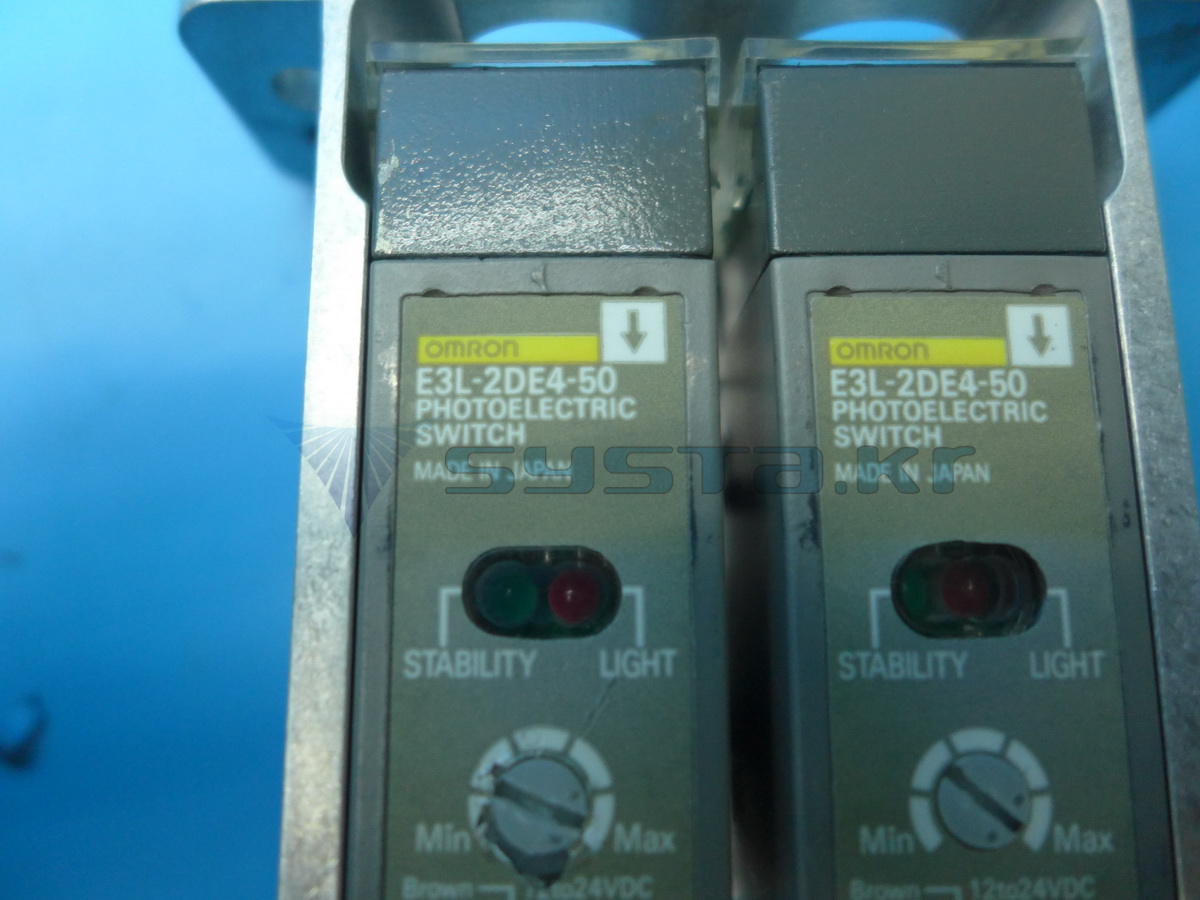 OMRON
E3L-2DE4-50
PHOTOELECTRIC
SWITCH
MADE IN JAPAN
STABILITY LIGHT
Min Max
Brown 12to24VDC
OMRON
E3L-2DE4-50
PHOTOELECTRIC
SWITCH
MADE IN JAPAN
STABILITY LIGHT
Min Max
Brown 12to24VDC
systa.kr